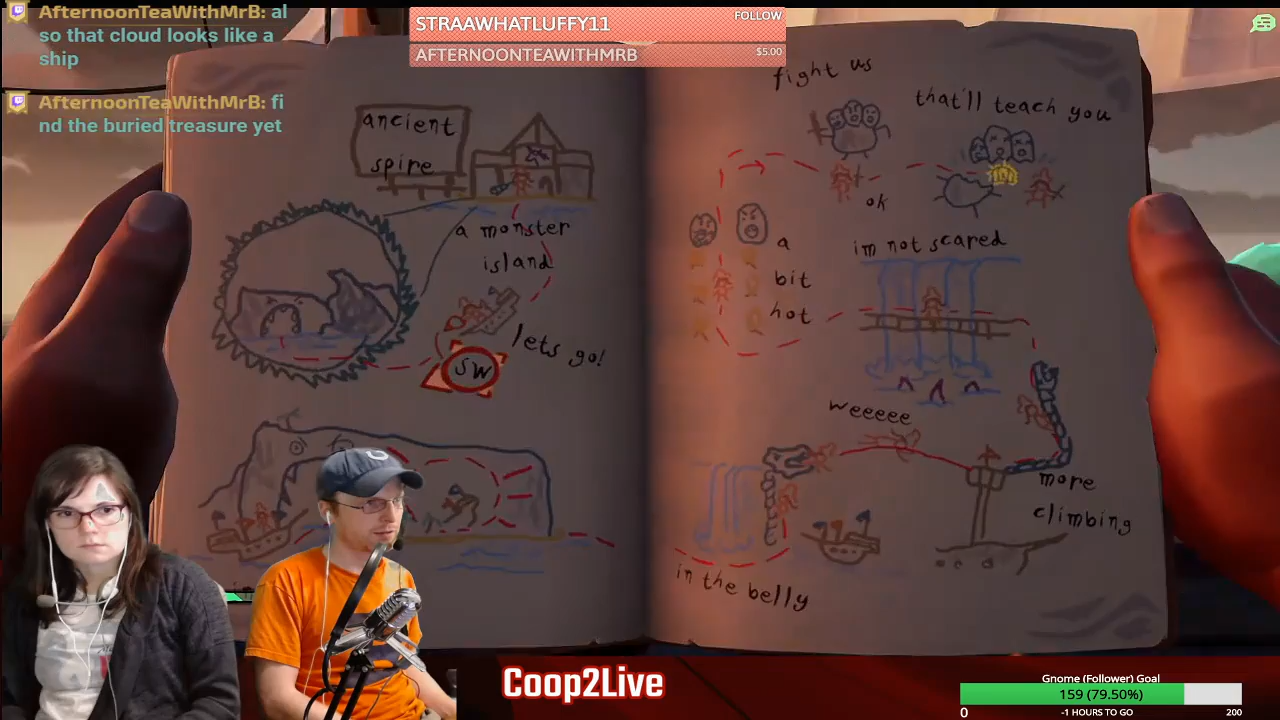 AfternoonTeaWithMrB: al
so that cloud looks like a
ship
AfternoonTeaWithMrB: fi
nd the buried treasure yet
STRAAWHATLUFFY11
FOLLOW
AFTERNOONTEAWITHMRB
$5.00
ancient
spire
a monster
island
lets go!
SW
fight us
that'll teach you
ok
a
bit
hot
im not scared
weeeee
more
climbing
in the belly
Coop2Live
Gnome (Follower) Goal
159 (79.50%)
0
-1 HOURS TO GO
200